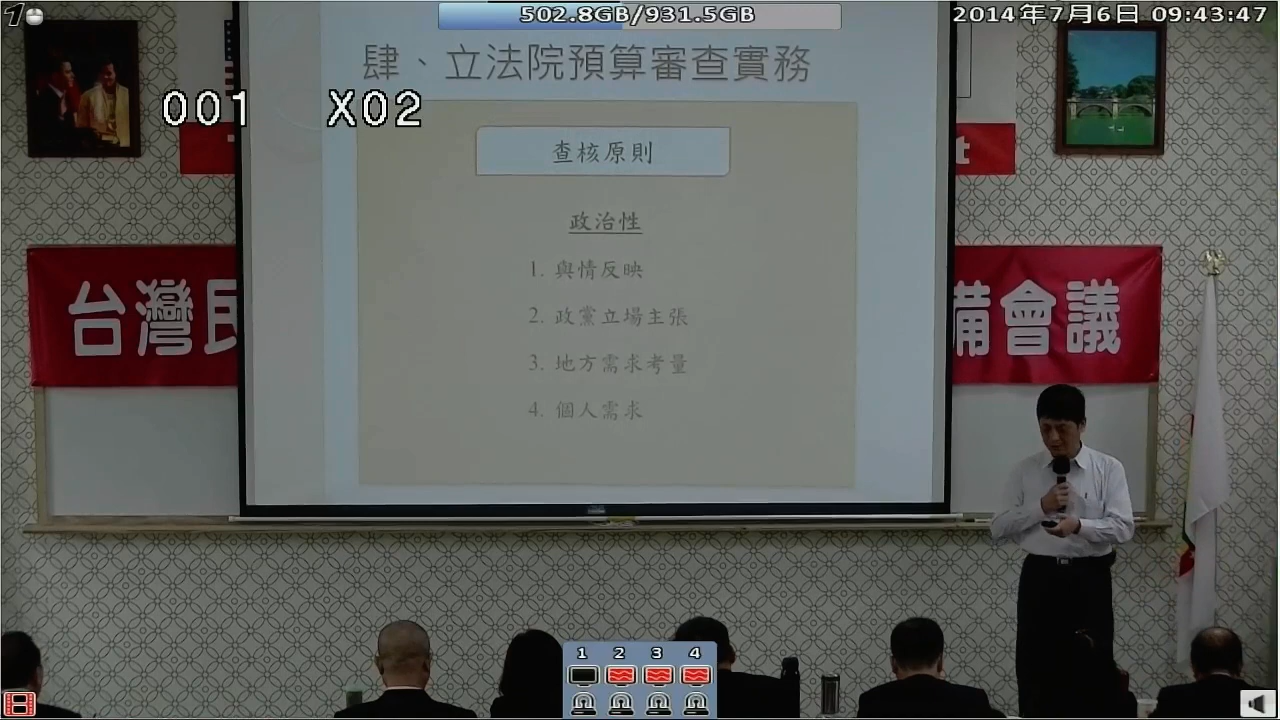 502.8GB/931.5GB
2014年7月6日 09:43:47
肆、立法院預算審查實務
001 X02
查核原則
t
政治性
1. 輿情反映
台灣民
備會議
2. 政黨立場主張
3. 地方需求考量
4. 個人需求
1 2 3 4